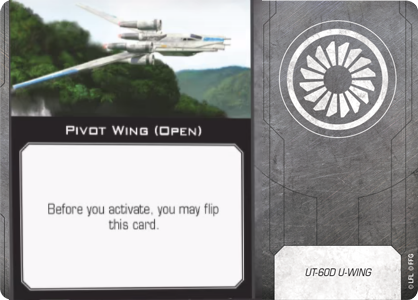 PIVOT WING (OPEN)
Before you activate, you may flip
this card.
UT-60D U-WING
© LFL © FFG